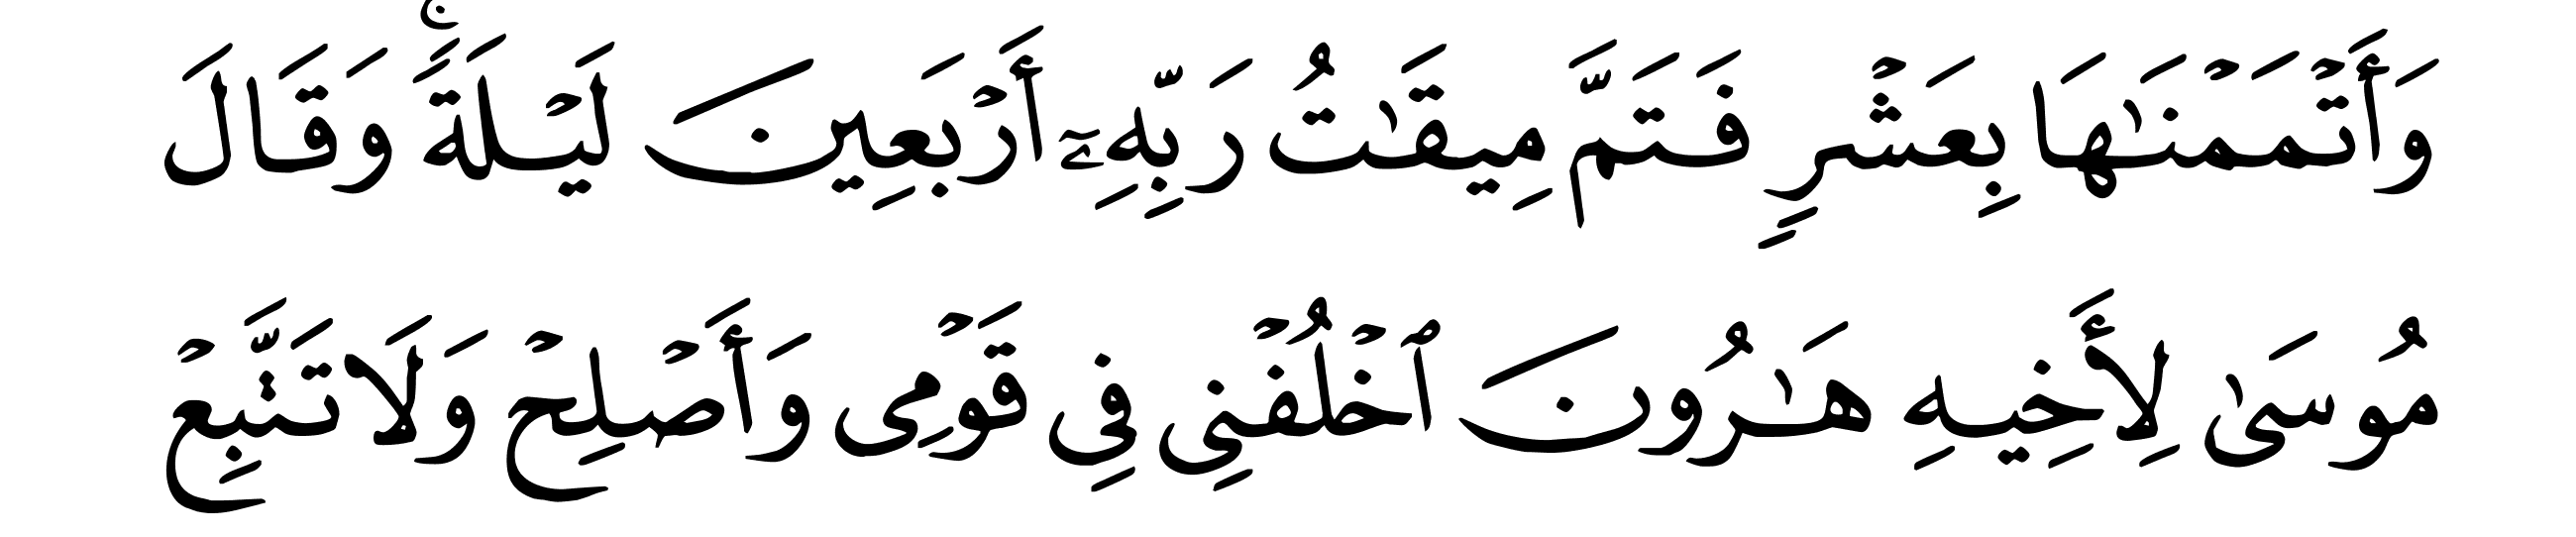 وَأَتْمَمْنَـٰهَا بِعَشْرٍ فَتَمَّ مِيقَـٰتُ رَبِّهِۦٓ أَرْبَعِينَ لَيْلَةًۚ وَقَالَ
مُوسَىٰ لِأَخِيهِ هَـٰرُونَ ٱخْلُفْنِى فِى قَوْمِى وَأَصْلِحْ وَلَا تَتَّبِعْ